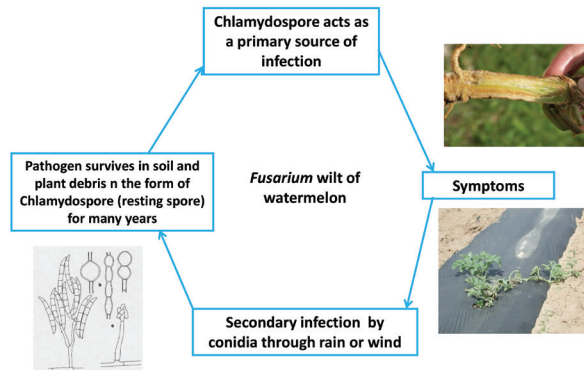 Chlamydospore acts as
a primary source of
infection
Pathogen survives in soil and
plant debris n the form of
Chlamydospore (resting spore)
for many years
Fusarium wilt of
watermelon
Symptoms
Secondary infection by
conidia through rain or wind